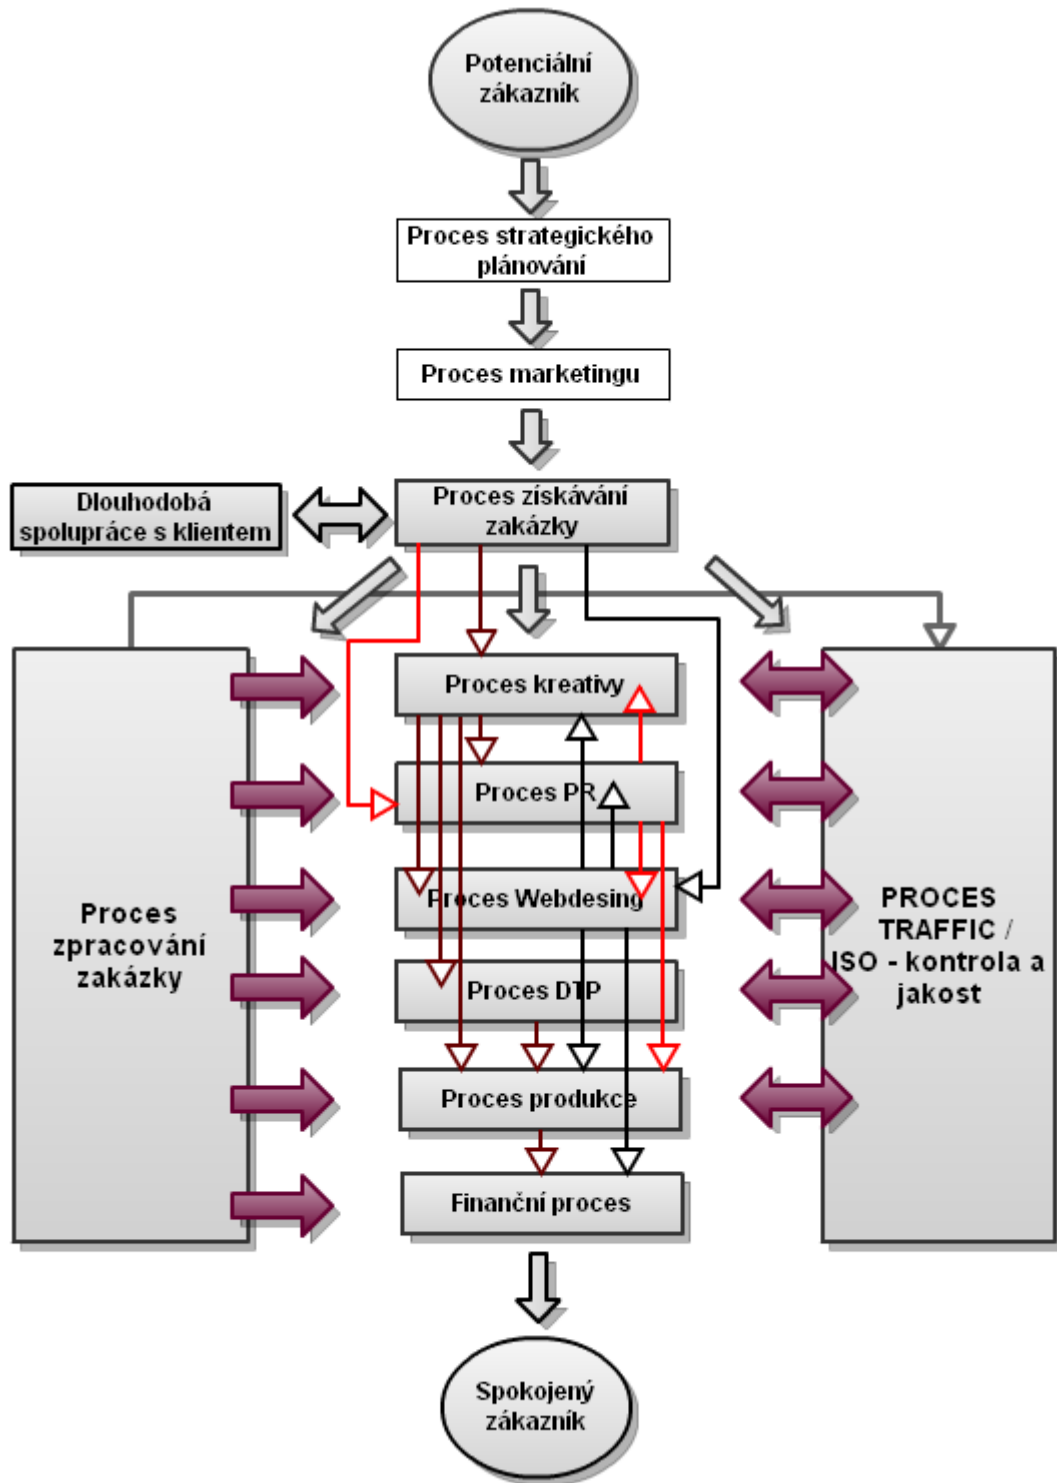 Potenciální
zákazník
Proces strategického
plánování
Proces marketingu
Dlouhodobá
spolupráce s klientem
Proces získávání
zakázky
Proces kreativy
Proces PR
Proces Webdesing
Proces DTP
Proces produkce
Finanční proces
Proces
zpracování
zakázky
PROCES
TRAFFIC /
ISO - kontrola a
jakost
Spokojený
zákazník